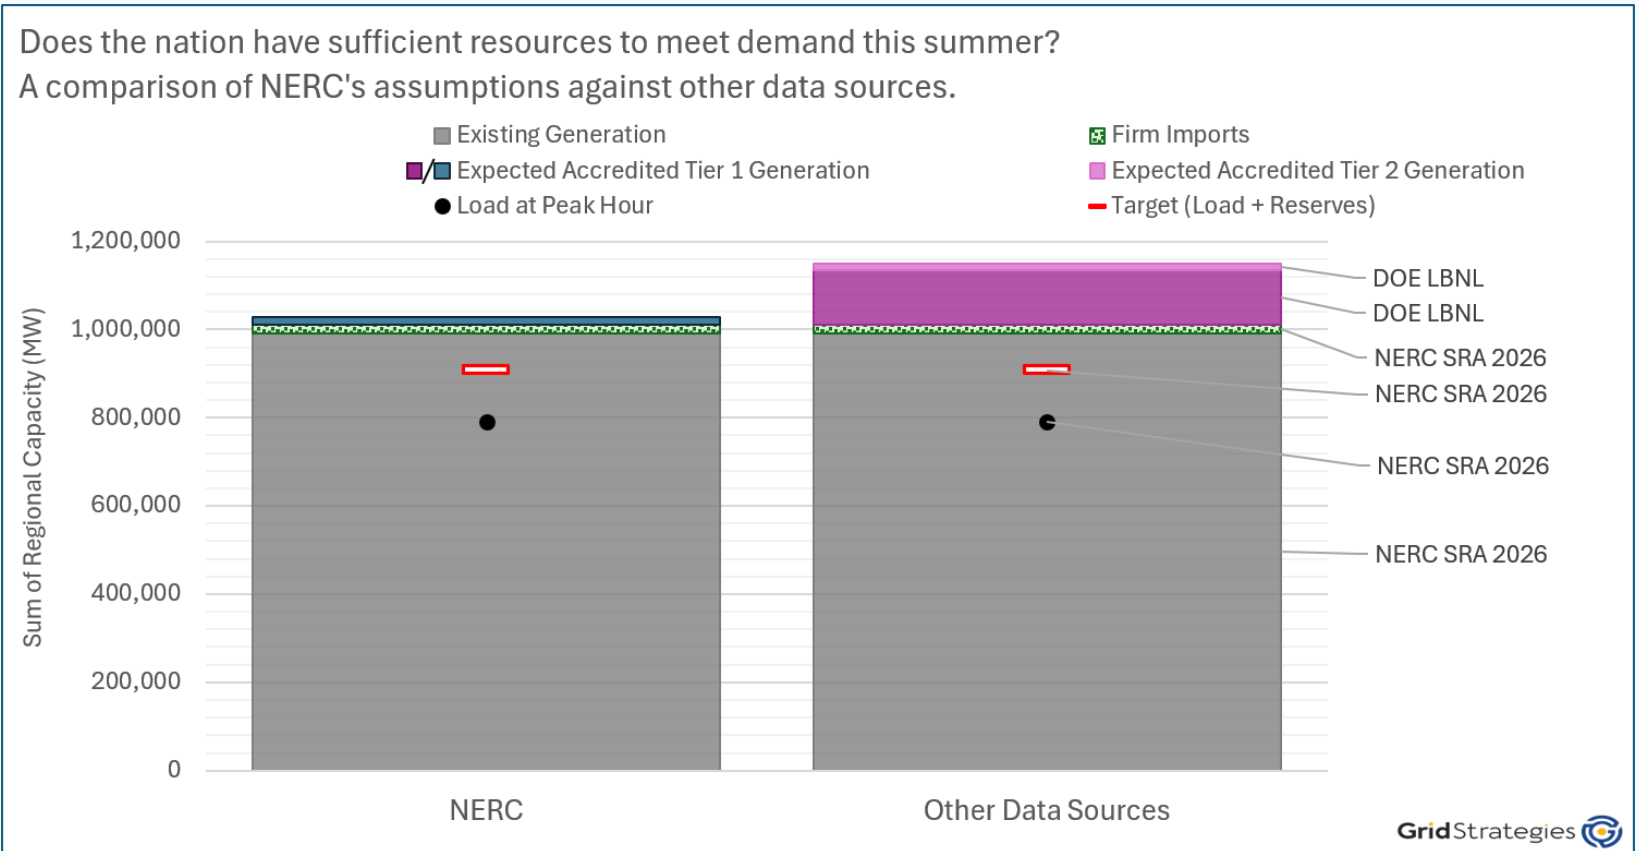 Does the nation have sufficient resources to meet demand this summer?
A comparison of NERC's assumptions against other data sources.
Existing Generation
Firm Imports
/ Expected Accredited Tier 1 Generation
Expected Accredited Tier 2 Generation
Load at Peak Hour
Target (Load + Reserves)
Sum of Regional Capacity (MW)
1,200,000
1,000,000
800,000
600,000
400,000
200,000
0
DOE LBNL
DOE LBNL
NERC SRA 2026
NERC SRA 2026
NERC SRA 2026
NERC SRA 2026
NERC
Other Data Sources
GridStrategies